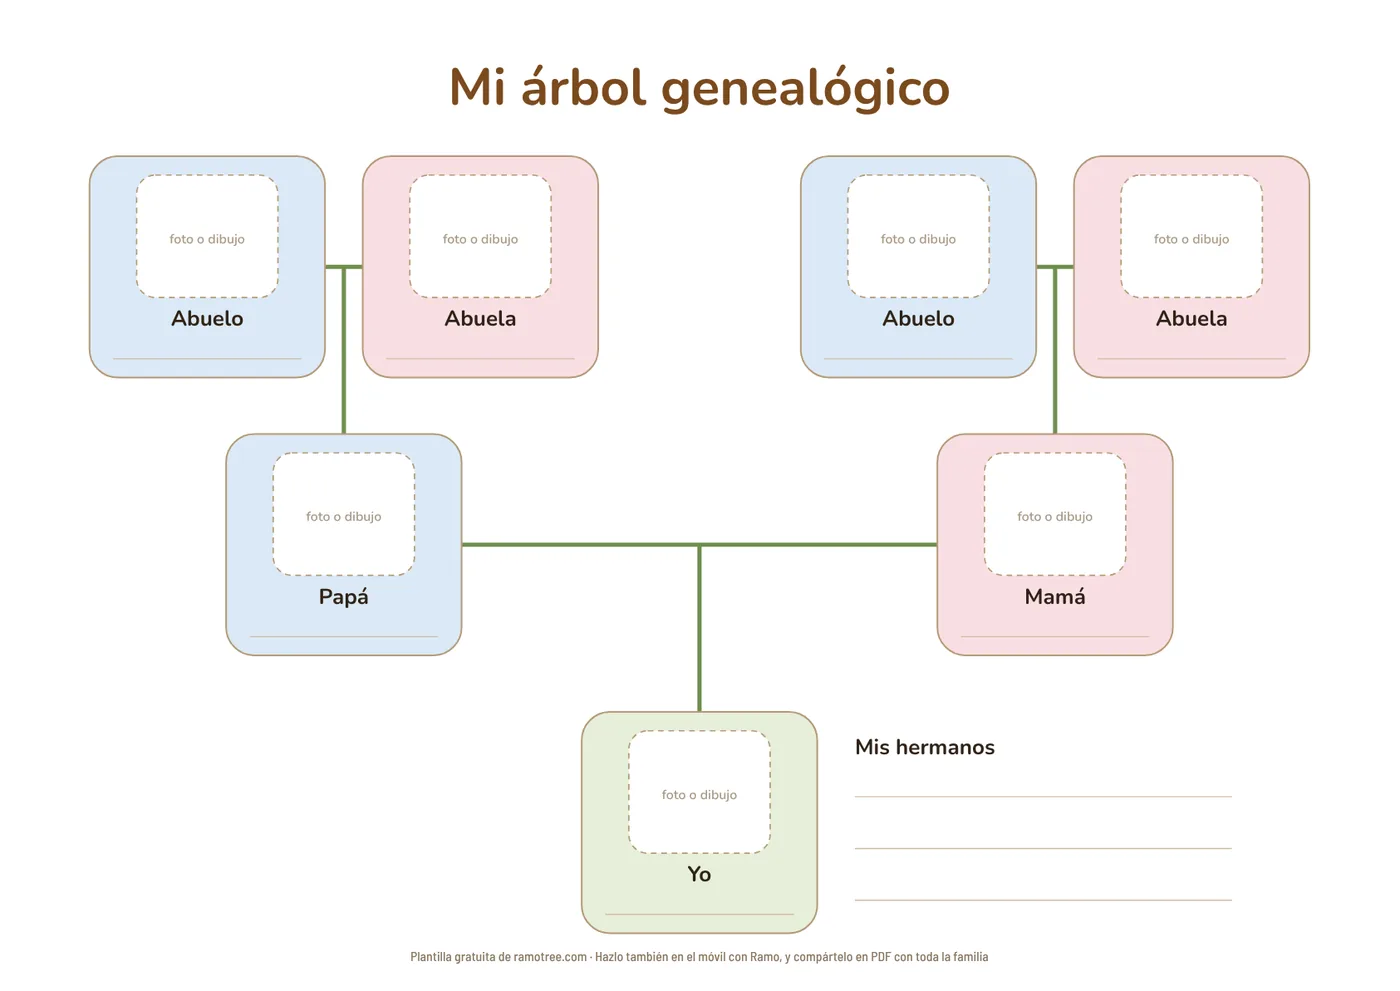 Mi árbol genealógico
foto o dibujo
foto o dibujo
foto o dibujo
foto o dibujo
Abuelo
Abuela
Abuelo
Abuela
foto o dibujo
foto o dibujo
Papá
Mamá
foto o dibujo
Yo
Mis hermanos
Plantilla gratuita de ramotree.com · Hazlo también en el móvil con Ramo, y compártelo en PDF con toda la familia